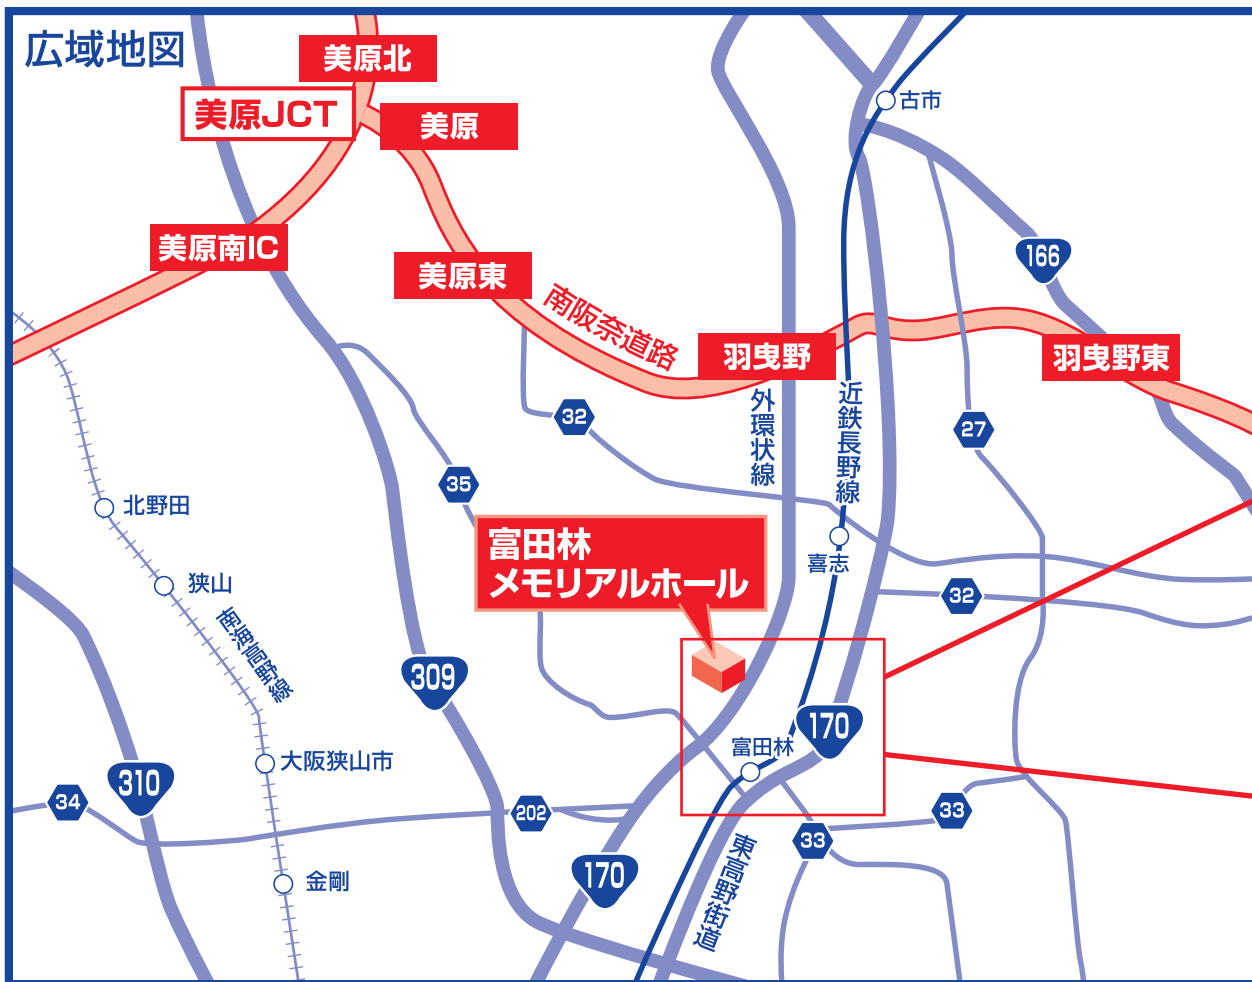 広域地図
美原北
美原JCT
美原
古市
美原南IC
美原東
166
南阪奈道路
羽曳野
羽曳野東
外環状線
近鉄長野線
32
27
35
北野田
富田林
メモリアルホール
喜志
狭山
32
南海高野線
309
170
富田林
大阪狭山市
310
34
202
33
33
170
東高野街道
金剛